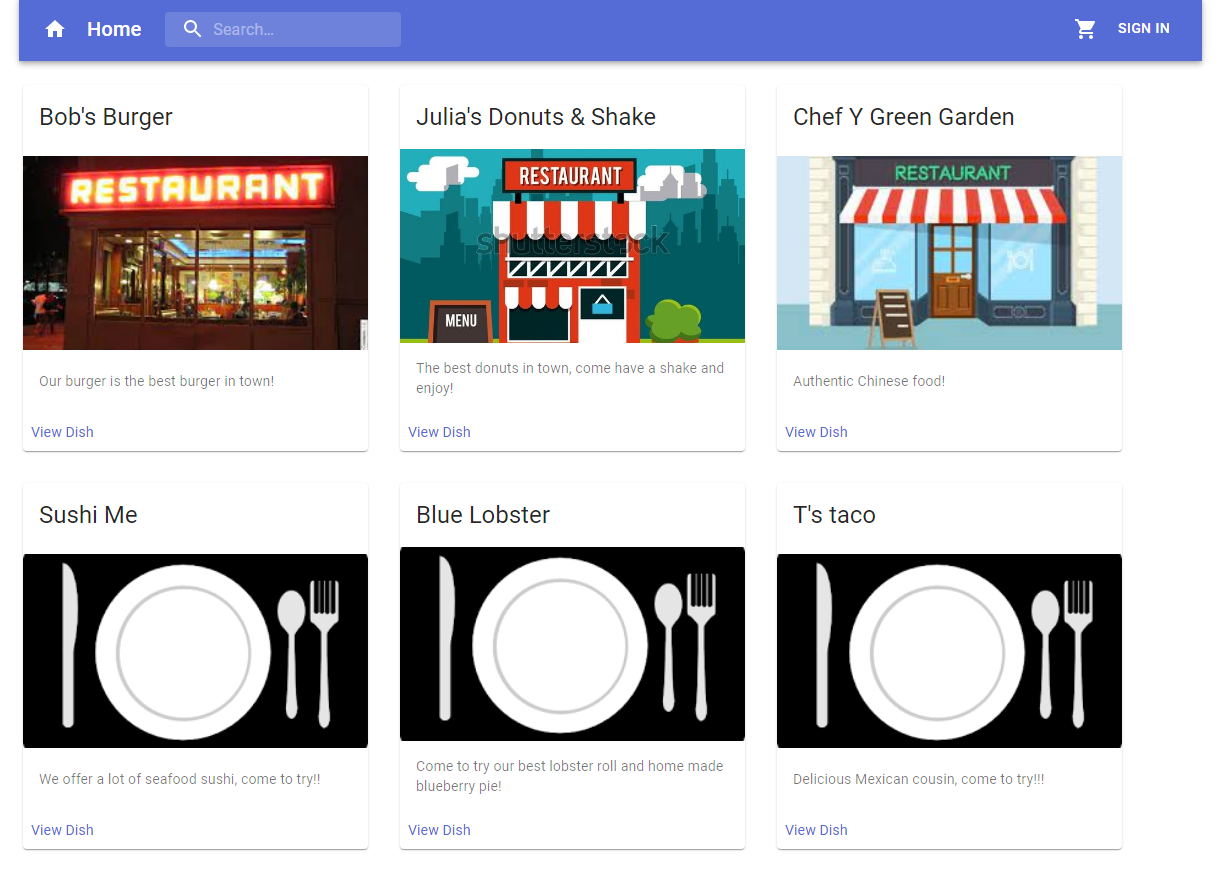 Home
Search...
SIGN IN
Bob's Burger
Julia's Donuts & Shake
Chef Y Green Garden
RESTAURANT
RESTAURANT
shutterstock
MENU
RESTAURANT
Our burger is the best burger in town!
The best donuts in town, come have a shake and
enjoy!
Authentic Chinese food!
View Dish
View Dish
View Dish
Sushi Me
Blue Lobster
T's taco
We offer a lot of seafood sushi, come to try!!
Come to try our best lobster roll and home made
blueberry pie!
Delicious Mexican cousin, come to try!!!
View Dish
View Dish
View Dish